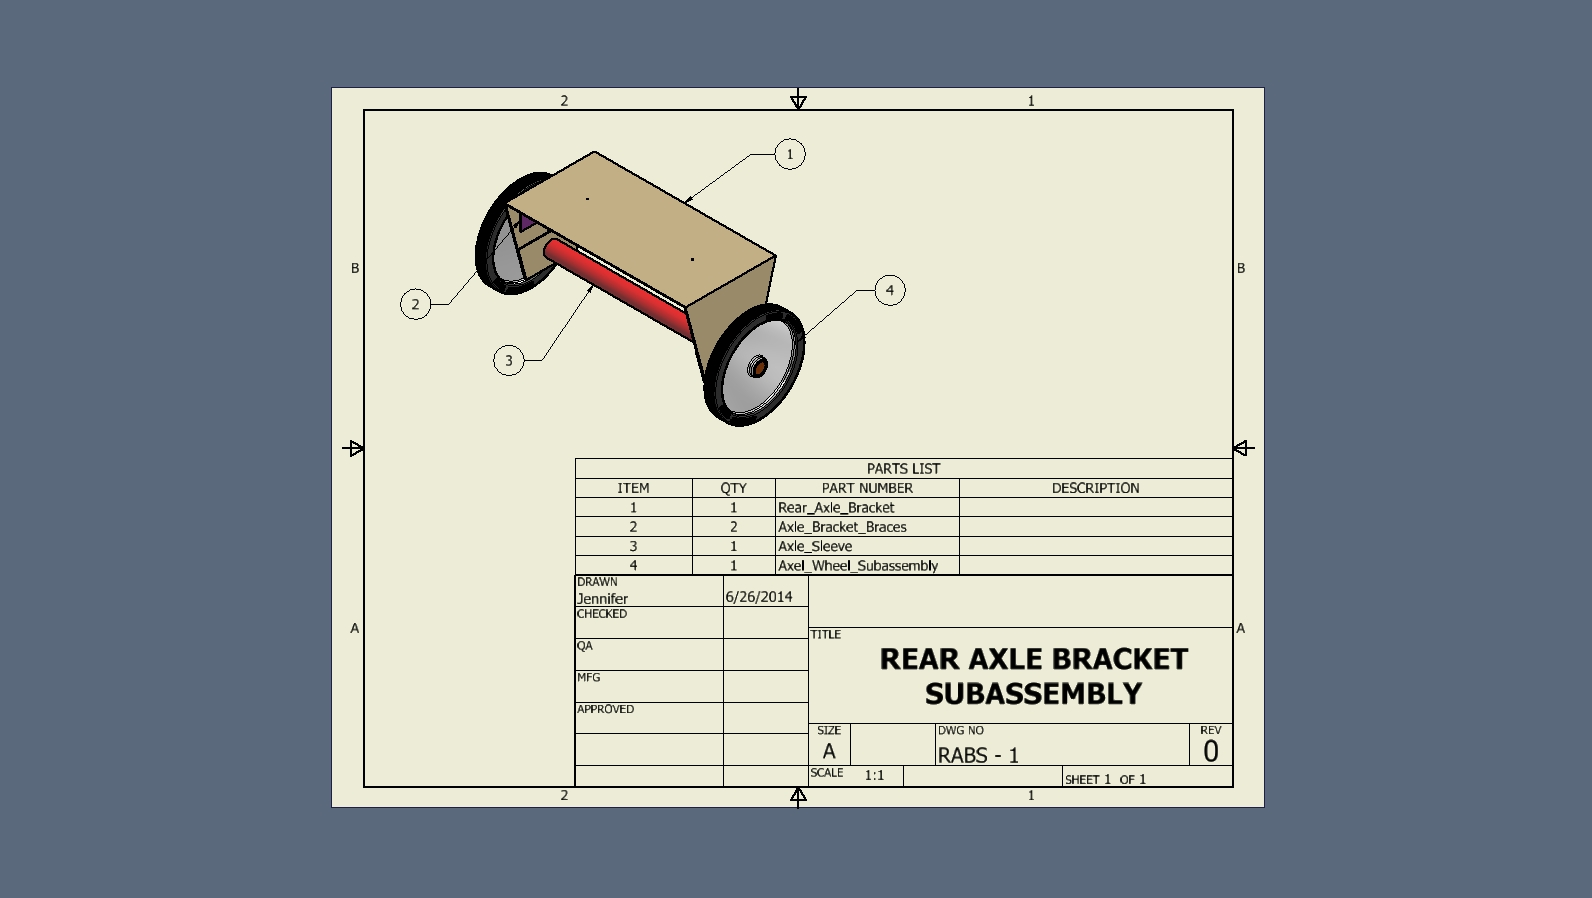 2 1
1
B B
2
4
3
PARTS LIST
ITEM QTY PART NUMBER DESCRIPTION
1 1 Rear_Axle_Bracket
2 2 Axle_Bracket_Braces
3 1 Axle_Sleeve
4 1 Axel_Wheel_Subassembly
DRAWN
Jennifer 6/26/2014
CHECKED
A A
TITLE
QA
REAR AXLE BRACKET
SUBASSEMBLY
MFG
APPROVED
SIZE DWG NO REV
A RABS - 1 0
SCALE 1:1 SHEET 1 OF 1
2 1